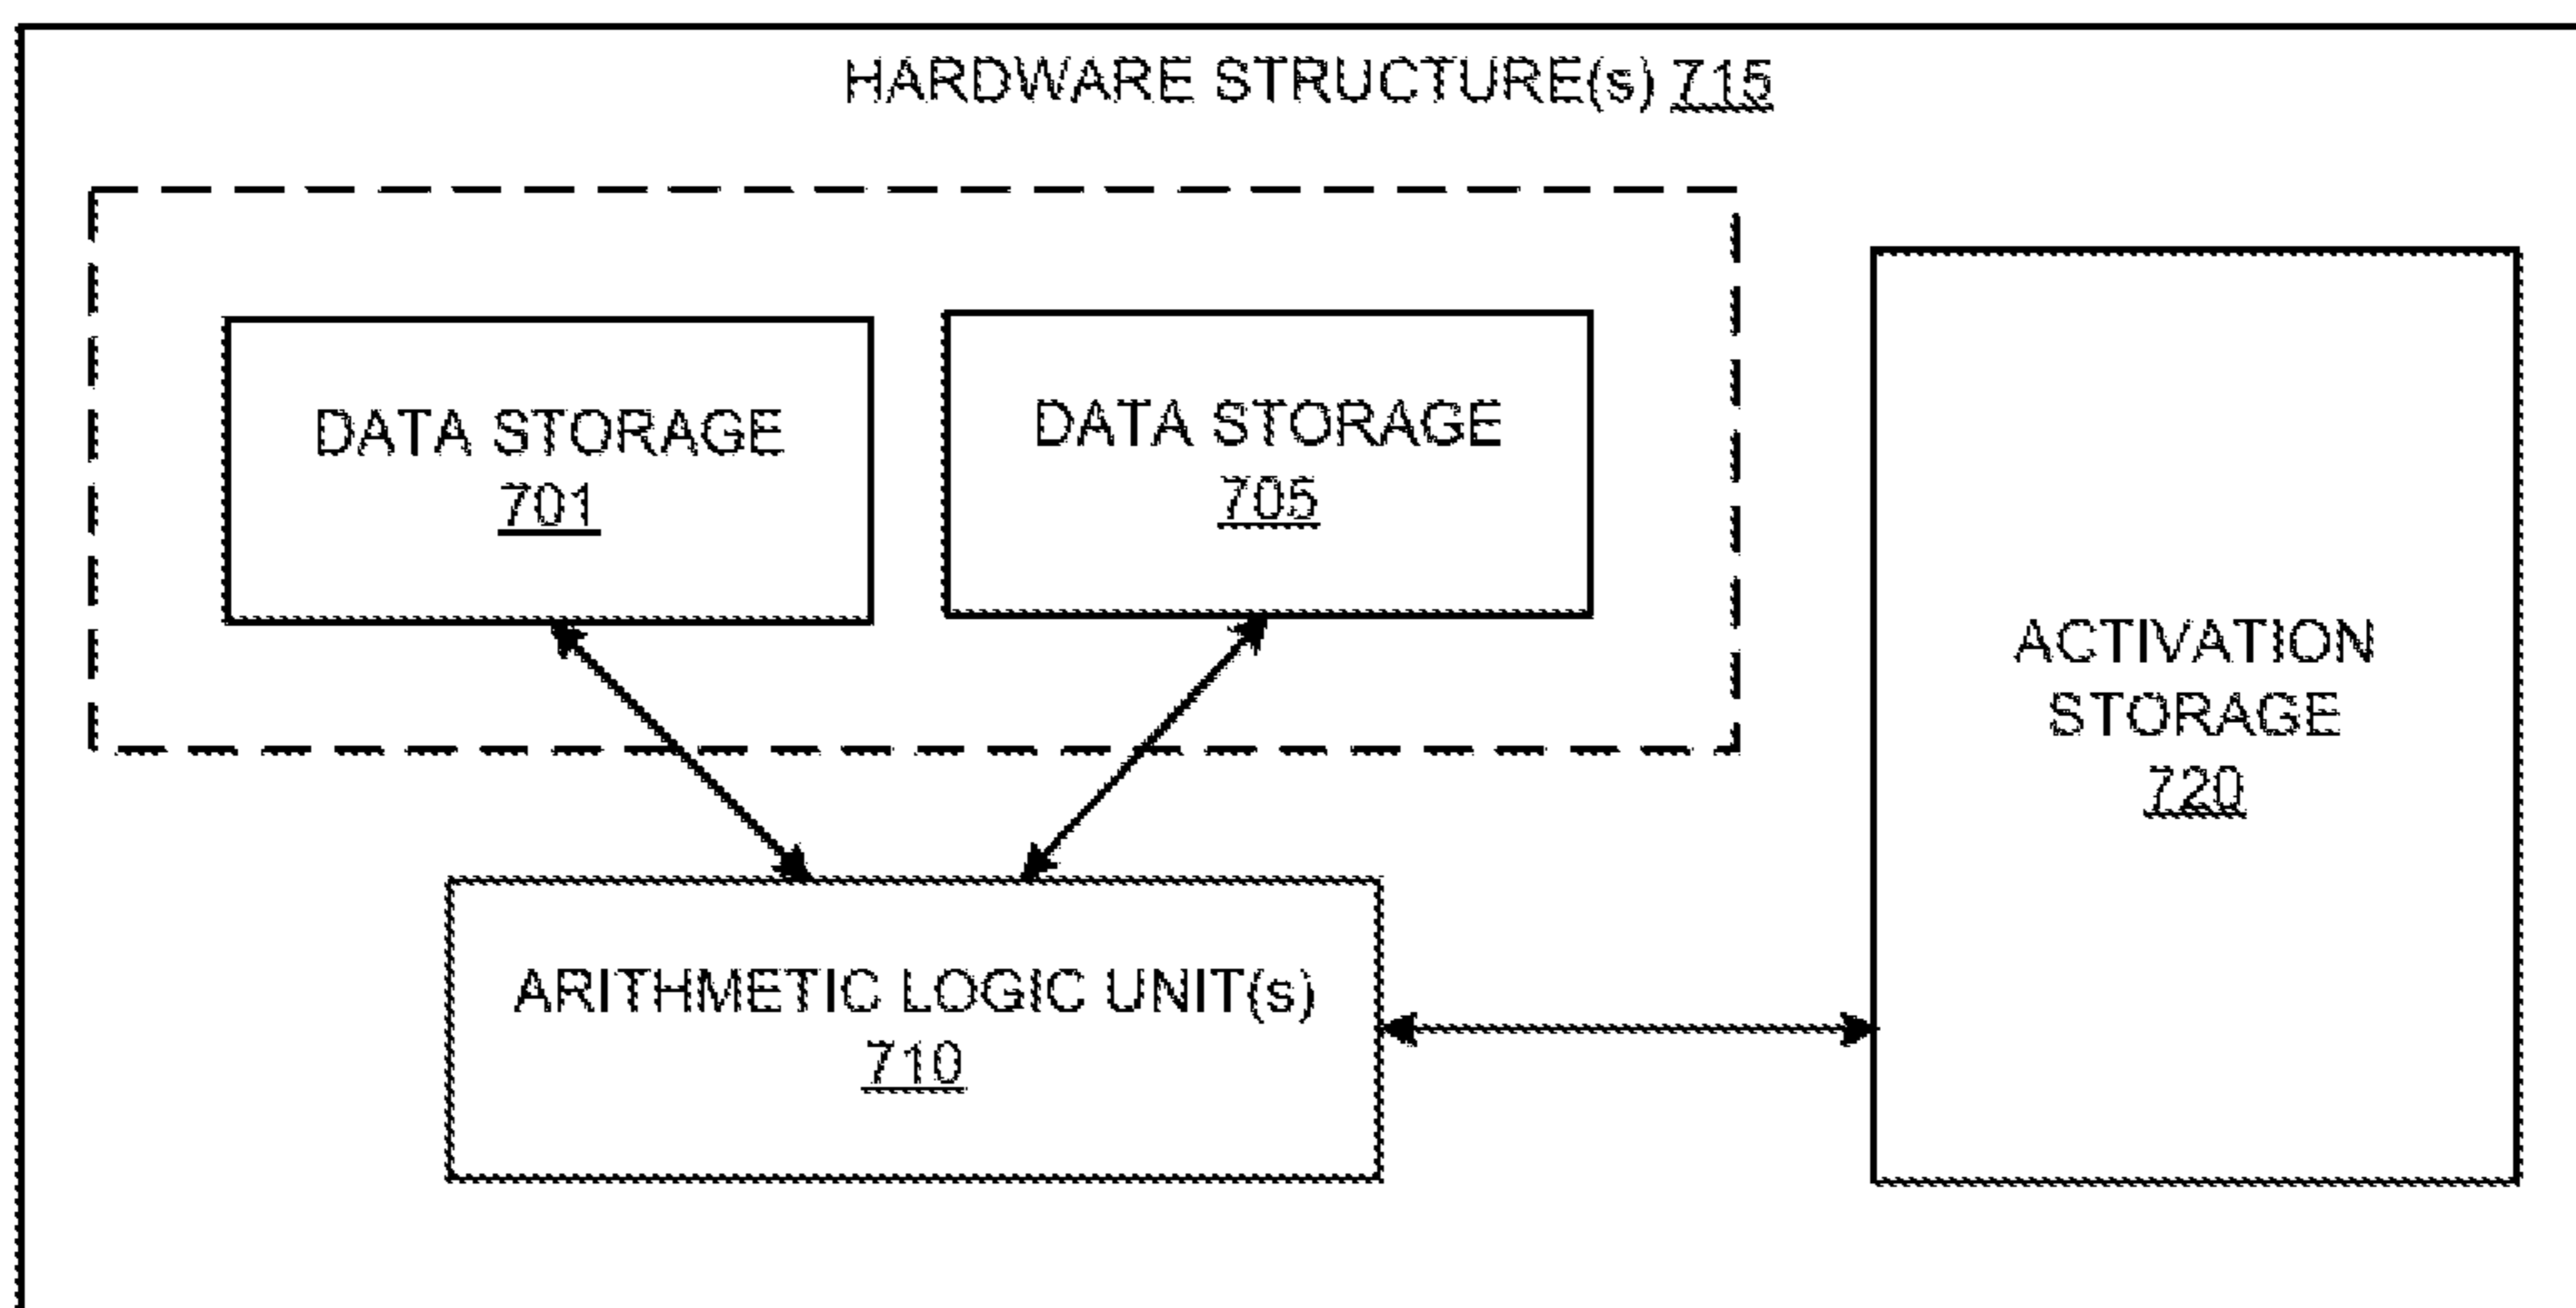 HARDWARE STRUCTURE(s) 715
DATA STORAGE
701
DATA STORAGE
705
ACTIVATION
STORAGE
720
ARITHMETIC LOGIC UNIT(s)
710